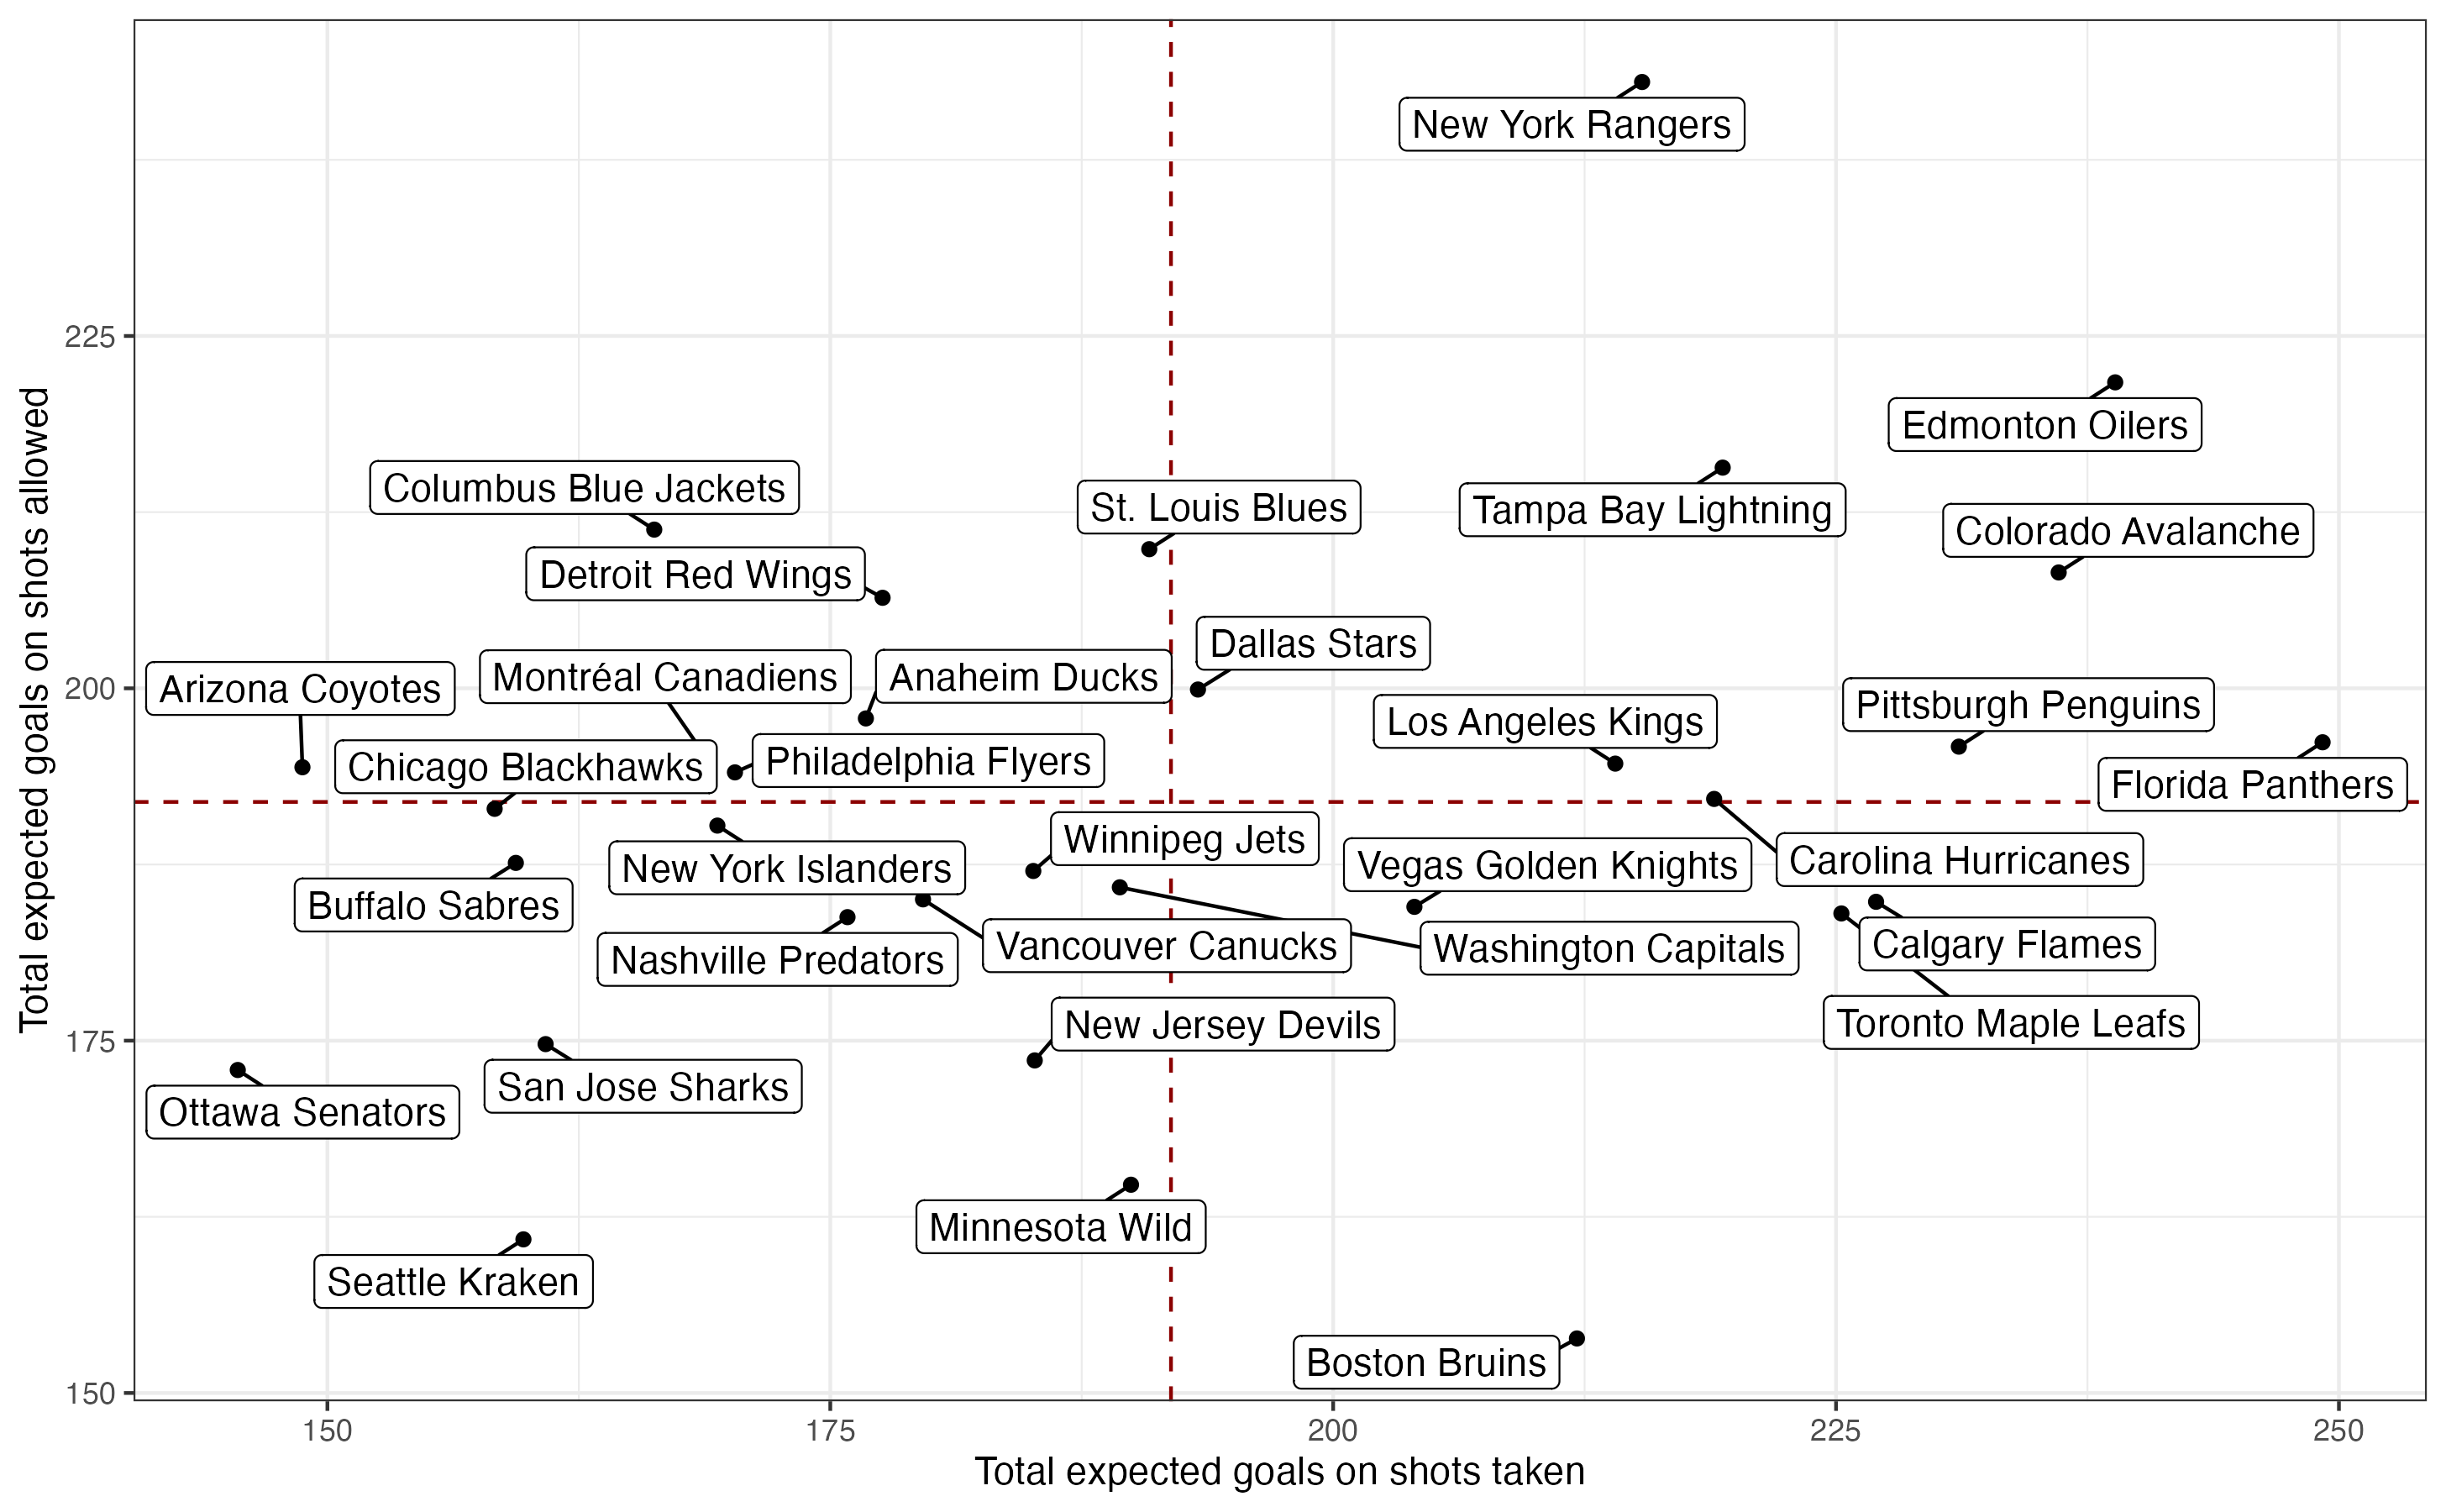 New York Rangers
225
Edmonton Oilers
Columbus Blue Jackets
St. Louis Blues
Tampa Bay Lightning
Colorado Avalanche
Detroit Red Wings
Dallas Stars
200
Arizona Coyotes
Montréal Canadiens
Anaheim Ducks
Los Angeles Kings
Pittsburgh Penguins
Chicago Blackhawks
Philadelphia Flyers
Florida Panthers
Winnipeg Jets
New York Islanders
Vegas Golden Knights
Carolina Hurricanes
Buffalo Sabres
Nashville Predators
Vancouver Canucks
Washington Capitals
Calgary Flames
New Jersey Devils
Toronto Maple Leafs
175
San Jose Sharks
Ottawa Senators
Minnesota Wild
Seattle Kraken
Boston Bruins
150
150
175
200
225
250
Total expected goals on shots taken
Total expected goals on shots allowed